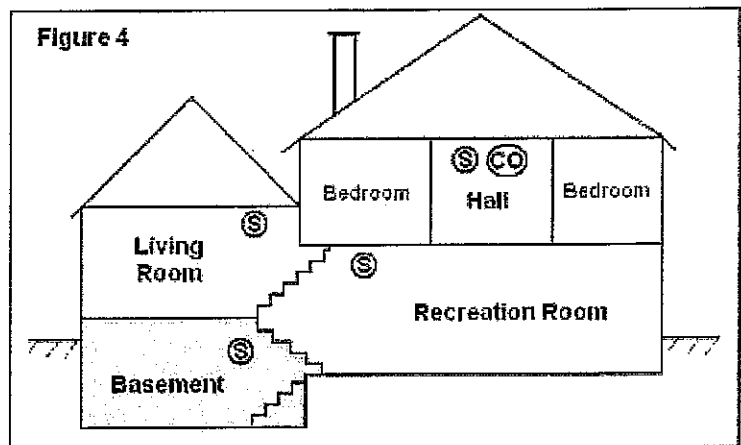 Figure 4
S CO
Bedroom Hall Bedroom
S
Living
Room
S
Recreation Room
S
Basement